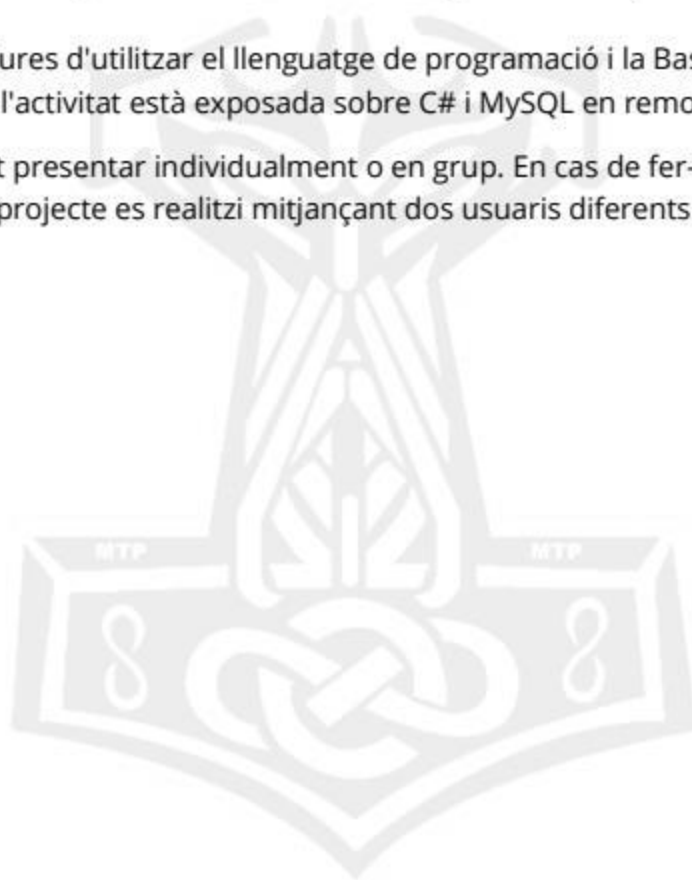 ures d'utilitzar el llenguatge de programació i la Bas
l'activitat està exposada sobre C# i MySQL en remo
t presentar individualment o en grup. En cas de fer-
projecte es realitzi mitjançant dos usuaris diferents
MTP MTP